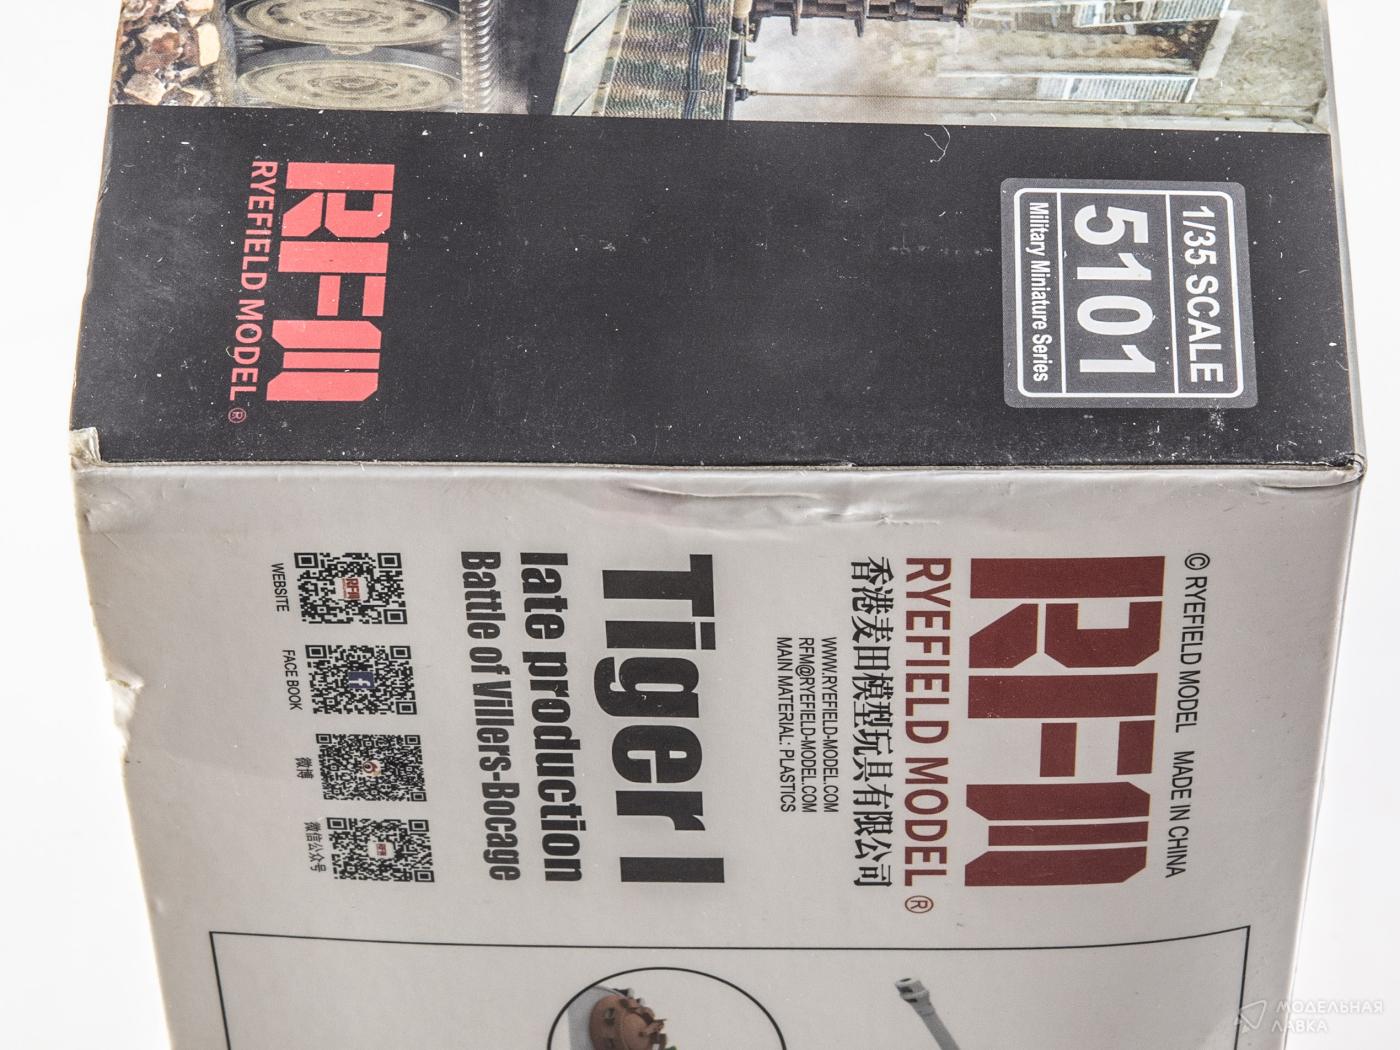 RFM
RYEFIELD MODEL®
1/35 SCALE
5101
Military Miniature Series
© RYEFIELD MODEL MADE IN CHINA
RFM
RYEFIELD MODEL®
香港麦田模型玩具有限公司
WWW.RYEFIELD-MODEL.COM
RFM@RYEFIELD-MODEL.COM
MAIN MATERIAL: PLASTICS
Tiger I
late production
Battle of Villers-Bocage
WEBSITE
FACE BOOK
微博
微信公众号
МОДЕЛЬНАЯ
ЛАВКА